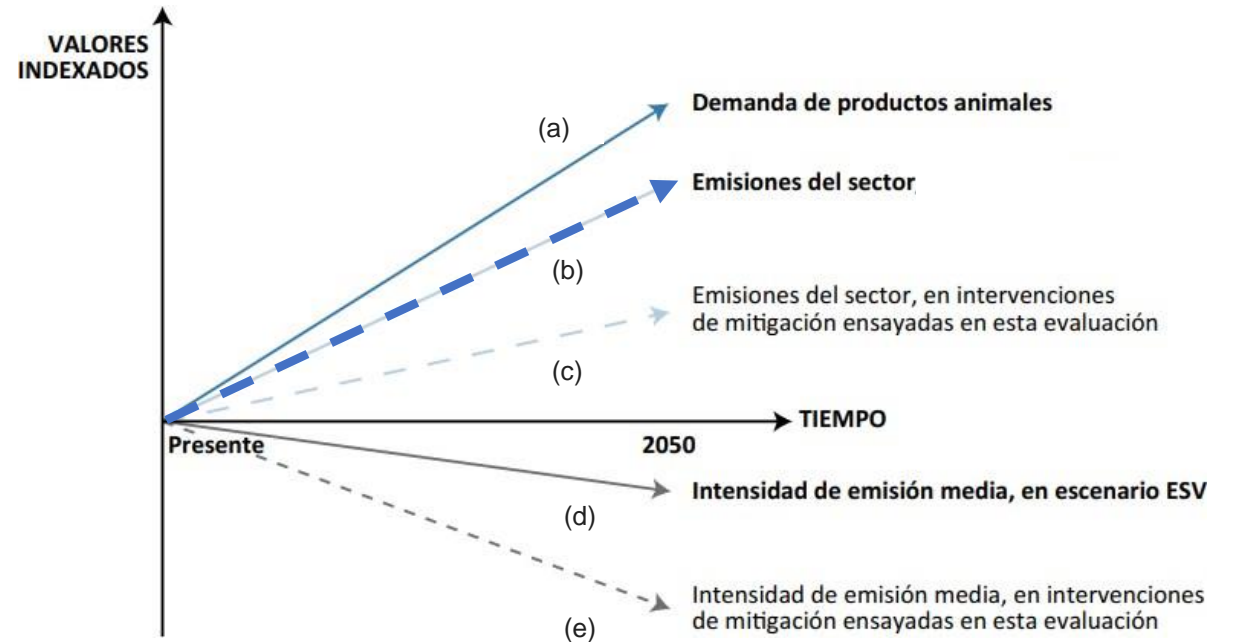 VALORES
INDEXADOS
(a)
Demanda de productos animales
Emisiones del sector
(b)
Emisiones del sector, en intervenciones
de mitigación ensayadas en esta evaluación
(c)
TIEMPO
Presente
2050
Intensidad de emisión media, en escenario ESV
(d)
Intensidad de emisión media, en intervenciones
de mitigación ensayadas en esta evaluación
(e)